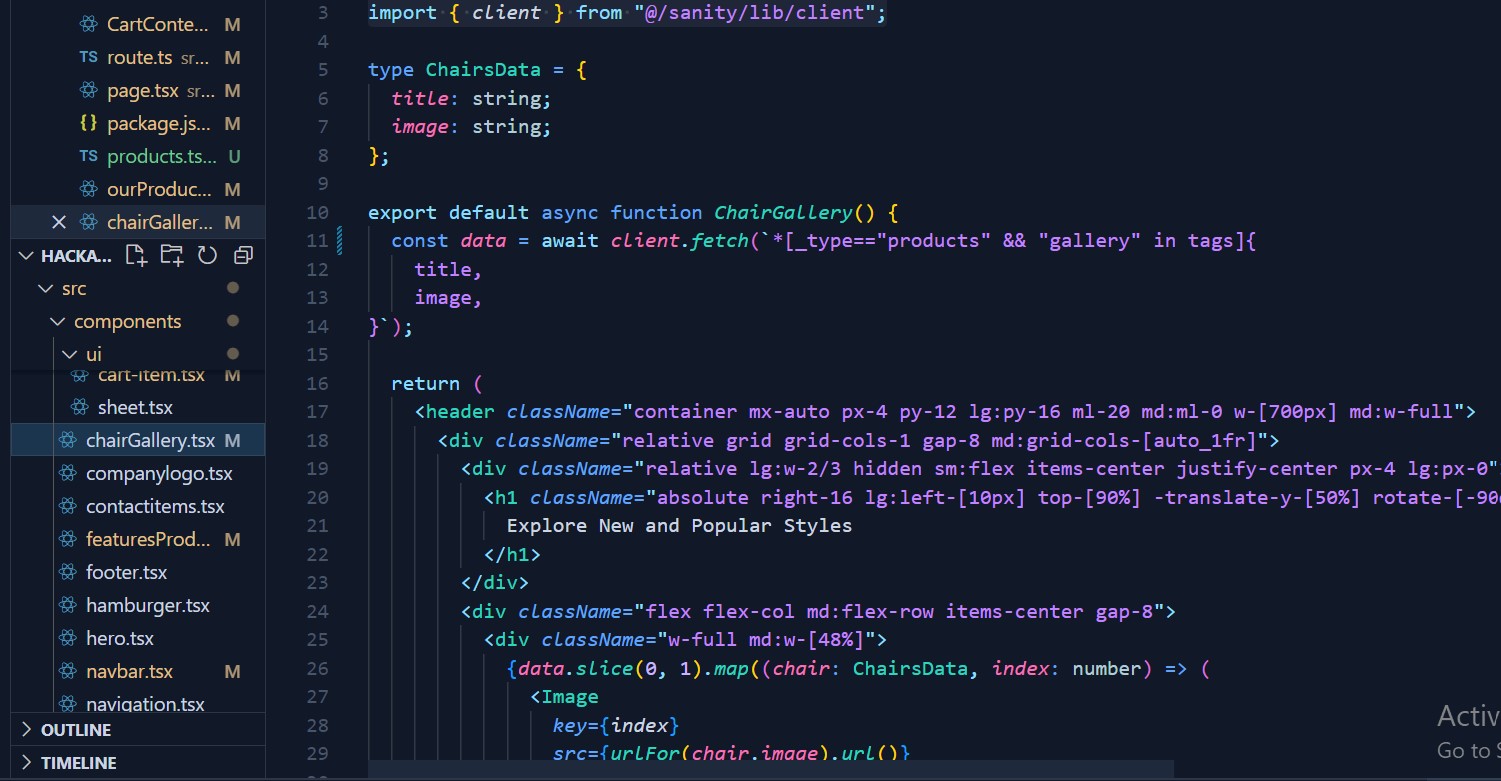 CartConte... M
TS route.ts sr... M
page.tsx sr... M
{} package.js... M
TS products.ts... U
ourProduc... M
chairGaller... M
HACKA...
src
components
ui
cart-item.tsx M
sheet.tsx
chairGallery.tsx M
companylogo.tsx
contactitems.tsx
featuresProd... M
footer.tsx
hamburger.tsx
hero.tsx
navbar.tsx M
navigation.tsx
OUTLINE
TIMELINE
3 import { client } from "@/sanity/lib/client";
4
5 type ChairsData = {
6 title: string;
7 image: string;
8 };
9
10 export default async function ChairGallery() {
11 const data = await client.fetch(`*[_type=="products" && "gallery" in tags]{
12 title,
13 image,
14 }`);
15
16 return (
17 <header className="container mx-auto px-4 py-12 lg:py-16 ml-20 md:ml-0 w-[700px] md:w-full">
18 <div className="relative grid grid-cols-1 gap-8 md:grid-cols-[auto_1fr]">
19 <div className="relative lg:w-2/3 hidden sm:flex items-center justify-center px-4 lg:px-0"
20 <h1 className="absolute right-16 lg:left-[10px] top-[90%] -translate-y-[50%] rotate-[-90
21 Explore New and Popular Styles
22 </h1>
23 </div>
24 <div className="flex flex-col md:flex-row items-center gap-8">
25 <div className="w-full md:w-[48%]">
26 {data.slice(0, 1).map((chair: ChairsData, index: number) => (
27 <Image
28 key={index}
29 src={urlFor(chair.image).url()}
Activ
Go to S